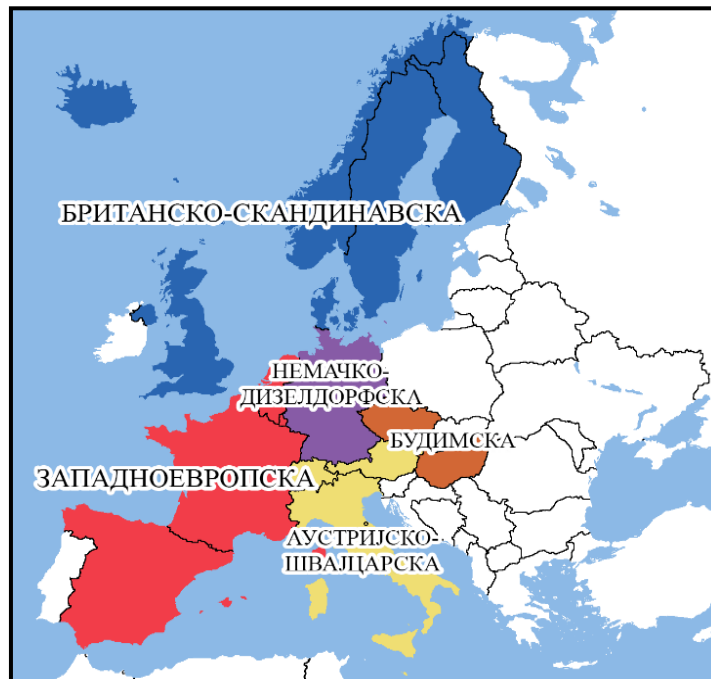 БРИТАНСКО-СКАНДИНАВСКА
НЕМАЧКО-
ДИЗЕЛДОРФСКА
БУДИМСКА
ЗАПАДНОЕВРОПСКА
АУСТРИЈСКО-
ШВАЈЦАРСКА